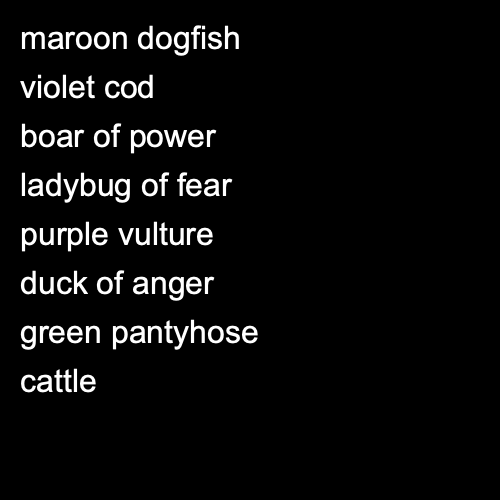 maroon dogfish
violet cod
boar of power
ladybug of fear
purple vulture
duck of anger
green pantyhose
cattle